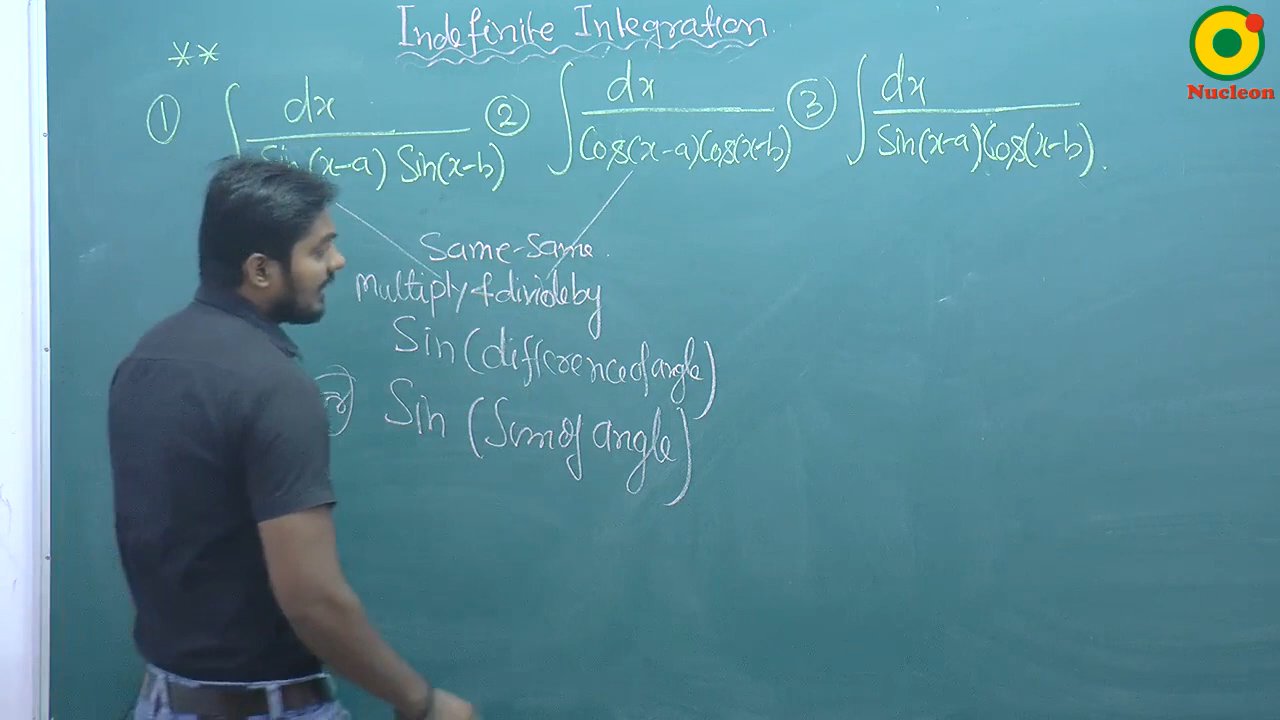 Indefinite Integration
**
① ∫ dx / Sin(x-a) Sin(x-b)
② ∫ dx / Cos(x-a)Cos(x-b)
③ ∫ dx / Sin(x-a)Cos(x-b).
Same-Same.
Multiply & divide by
Sin (difference of angle)
Sin (Sum of angle)
Nucleon